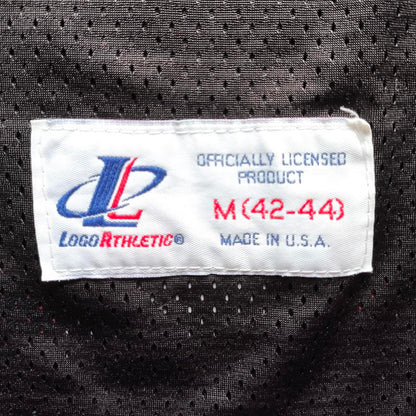 OFFICIALLY LICENSED
PRODUCT
M (42-44)
LOGO ATHLETIC®
MADE IN U.S.A.